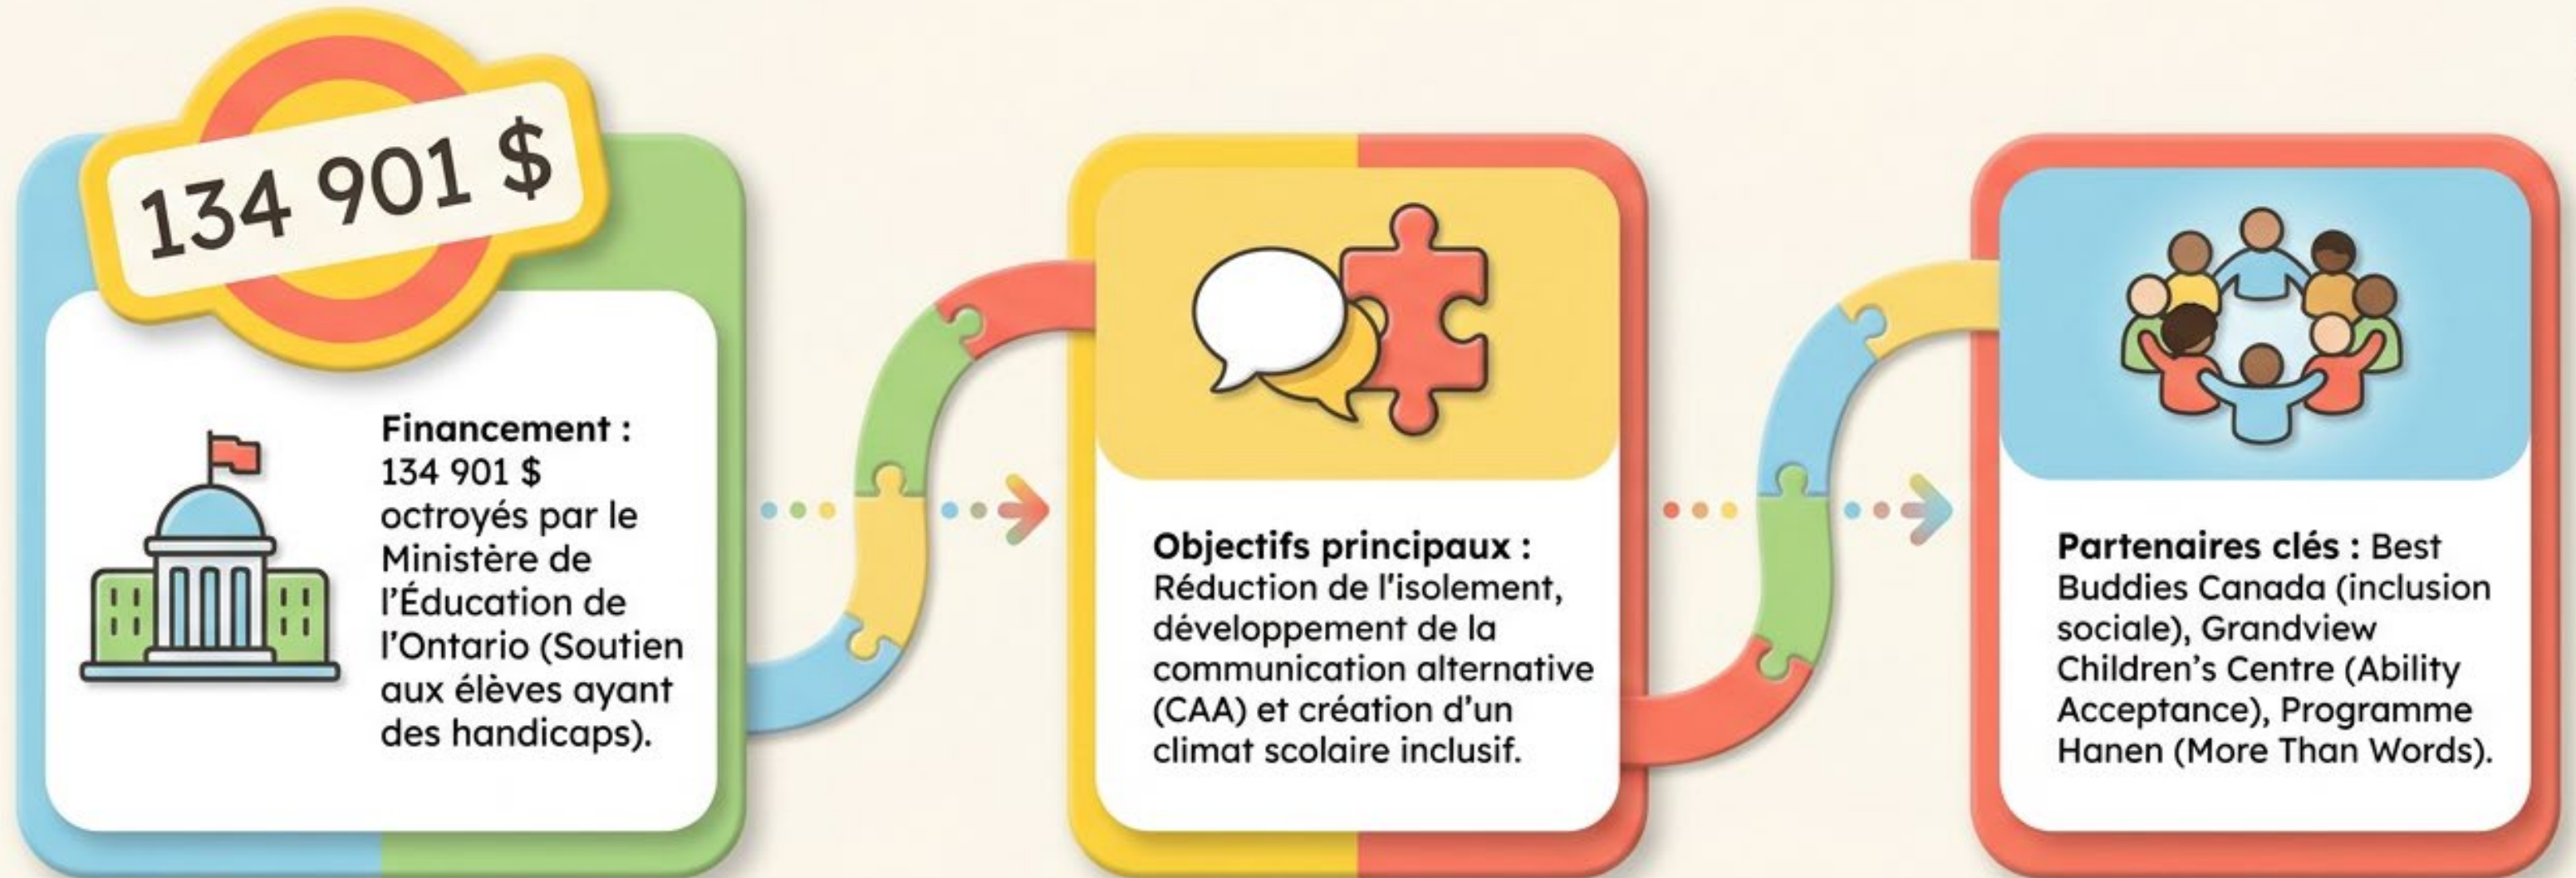 134 901 $
Financement :
134 901 $
octroyés par le
Ministère de
l’Éducation de
l’Ontario (Soutien
aux élèves ayant
des handicaps).
Objectifs principaux :
Réduction de l'isolement,
développement de la
communication alternative
(CAA) et création d’un
climat scolaire inclusif.
Partenaires clés : Best
Buddies Canada (inclusion
sociale), Grandview
Children’s Centre (Ability
Acceptance), Programme
Hanen (More Than Words).